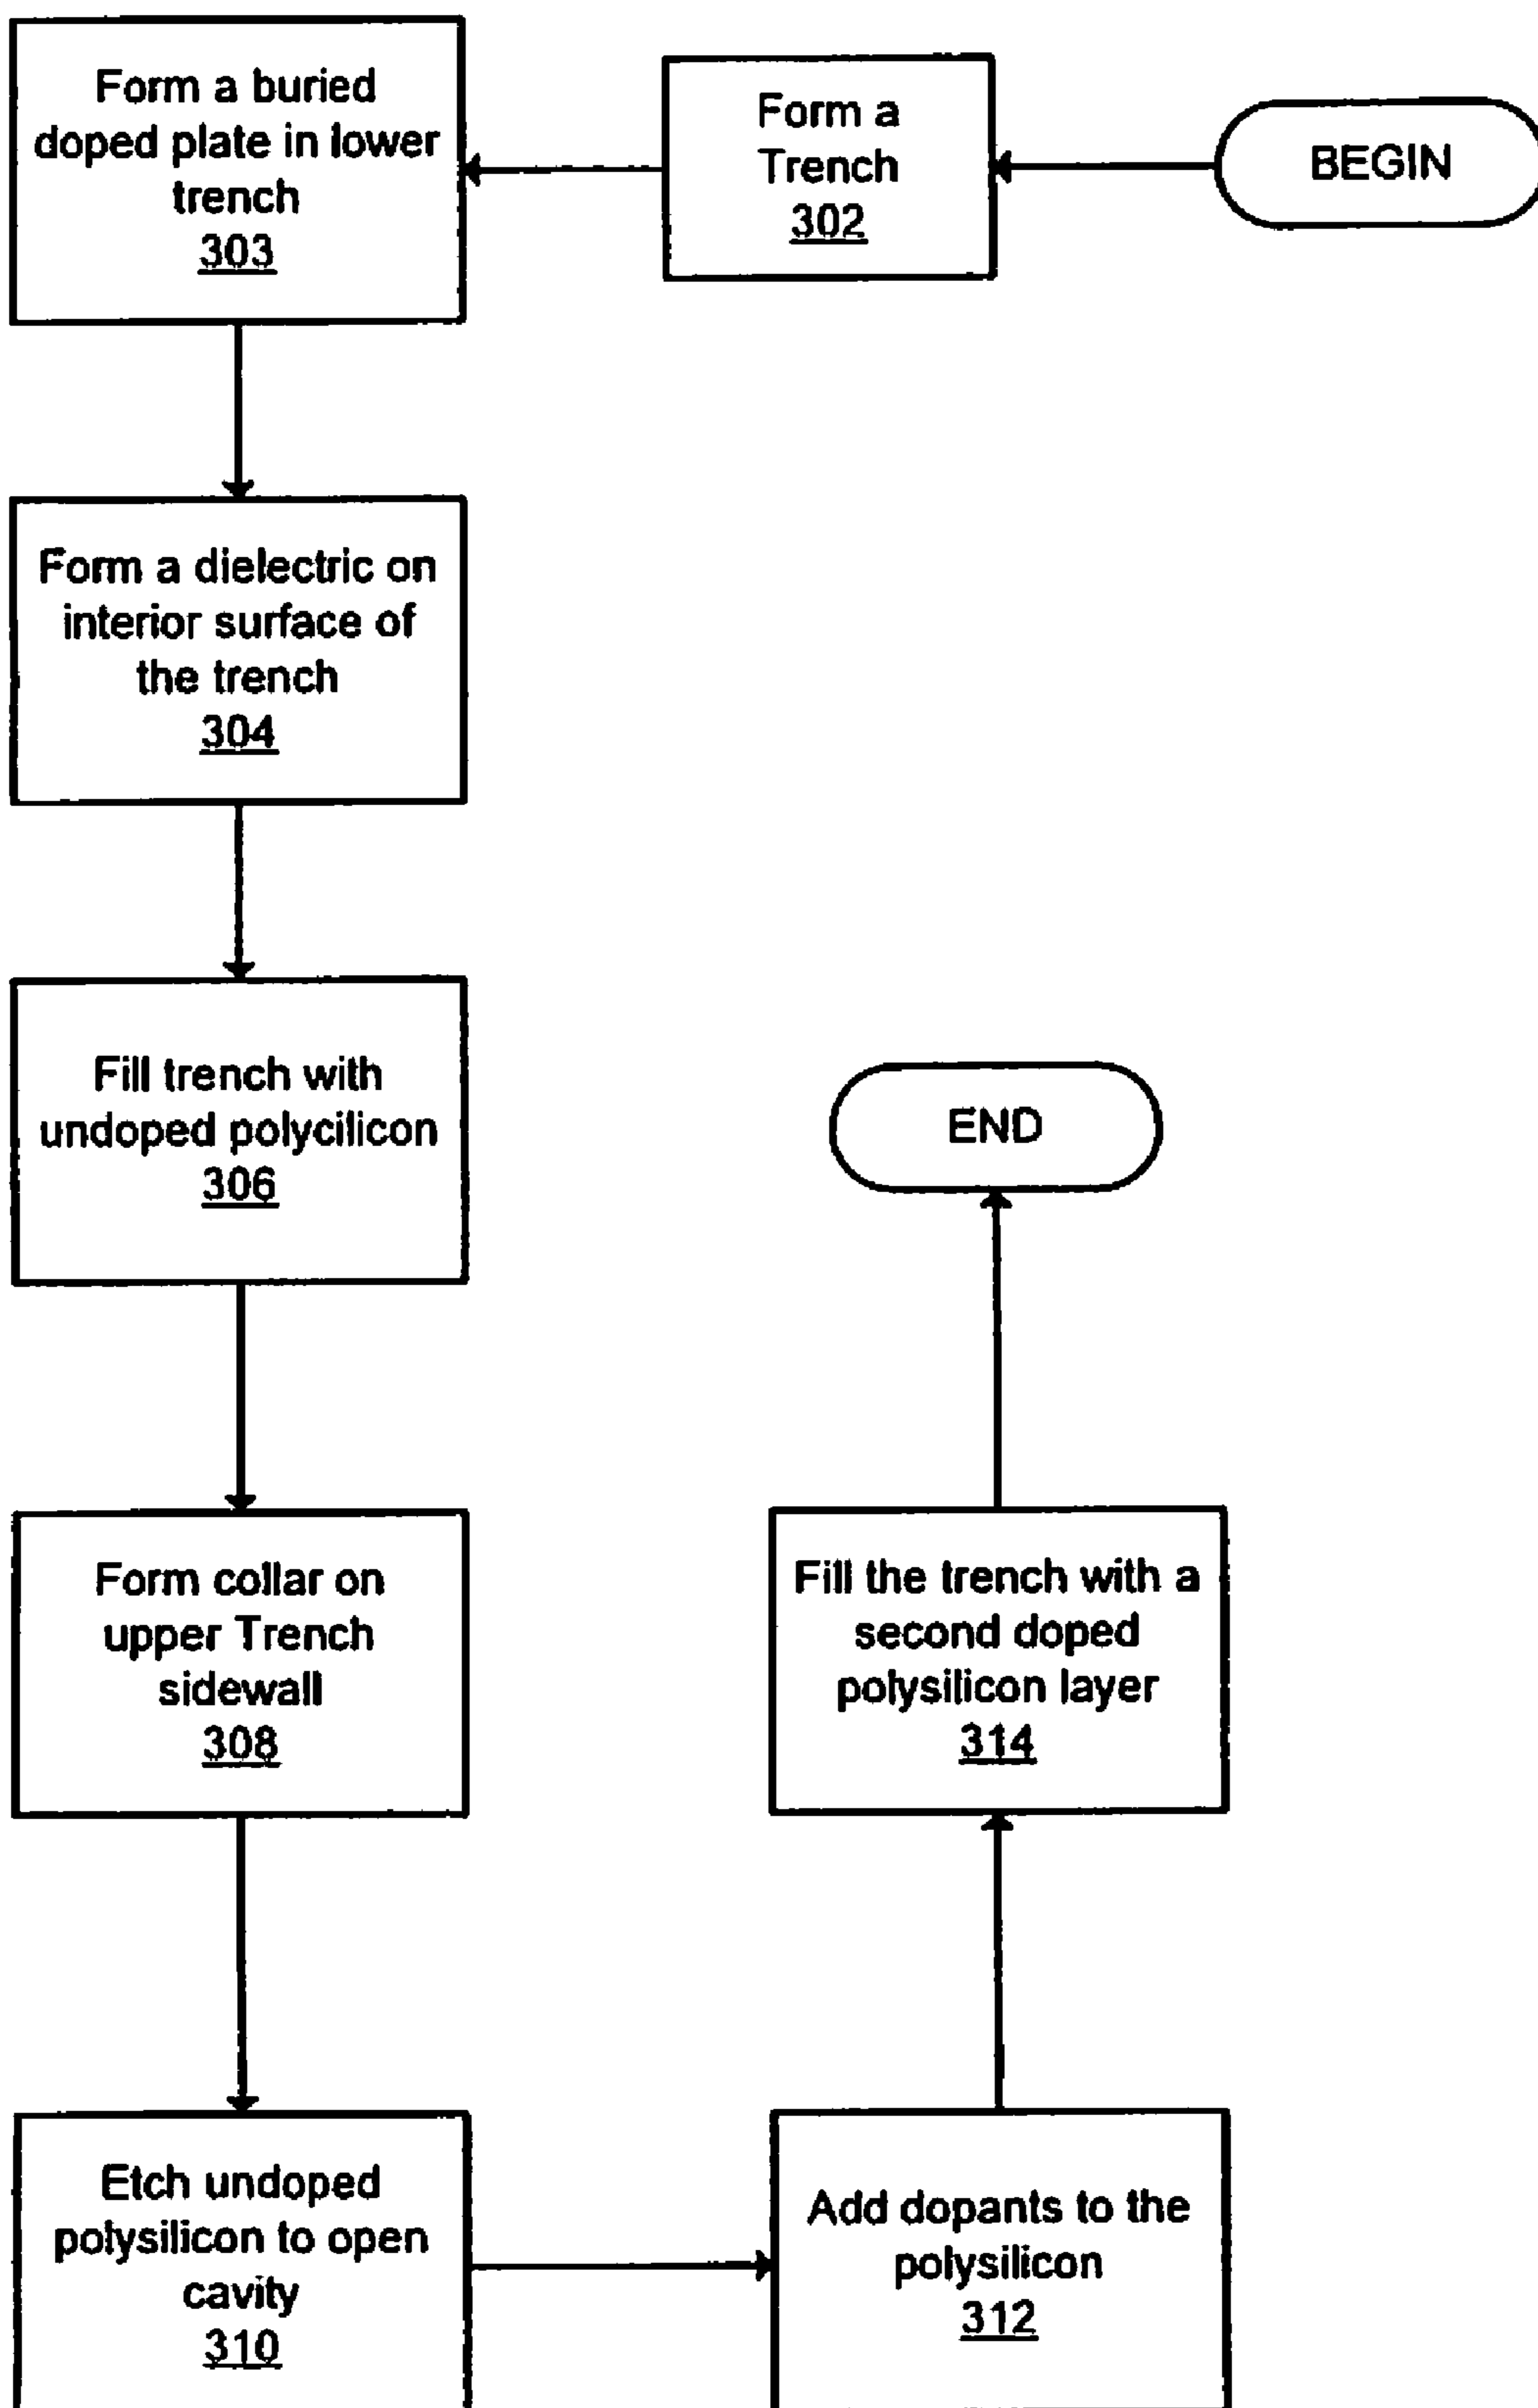 BEGIN
Form a
Trench
302
Form a buried
doped plate in lower
trench
303
Form a dielectric on
interior surface of
the trench
304
Fill trench with
undoped polycilicon
306
Form collar on
upper Trench
sidewall
308
Etch undoped
polysilicon to open
cavity
310
Add dopants to the
polysilicon
312
Fill the trench with a
second doped
polysilicon layer
314
END